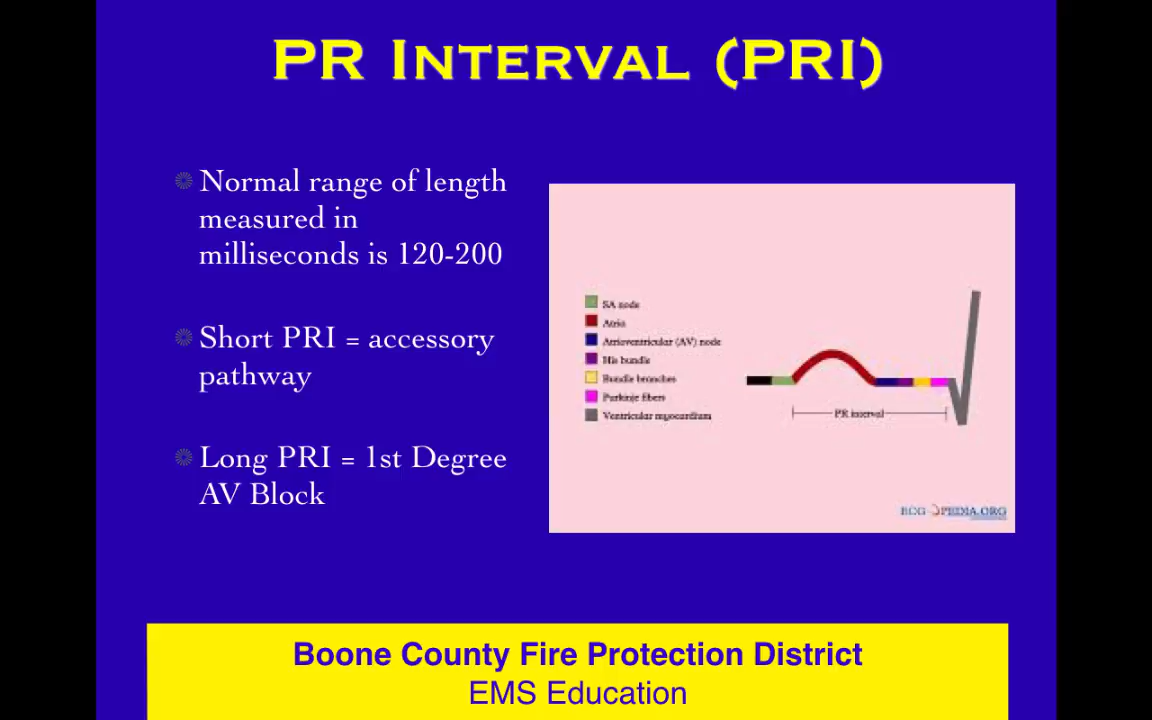 PR INTERVAL (PRI)
Normal range of length
measured in
milliseconds is 120-200
Short PRI = accessory
pathway
Long PRI = 1st Degree
AV Block
SA node
Atria
Atrioventricular (AV) node
His bundle
Bundle branches
Purkinje fibers
Ventricular myocardium
PR interval
ECGPEDIA.ORG
Boone County Fire Protection District
EMS Education